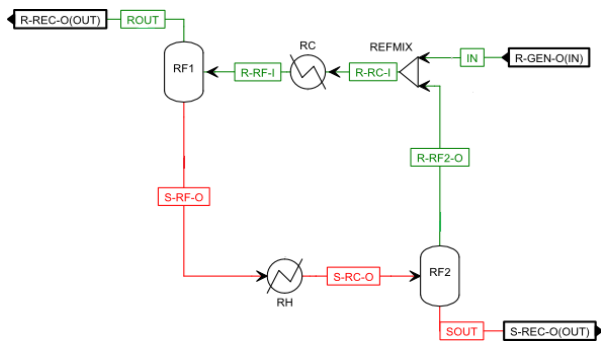 R-REC-O(OUT)
ROUT
RC
REFMIX
RF1
R-RF-I
R-RC-I
IN
R-GEN-O(IN)
R-RF2-O
S-RF-O
RH
S-RC-O
RF2
SOUT
S-REC-O(OUT)